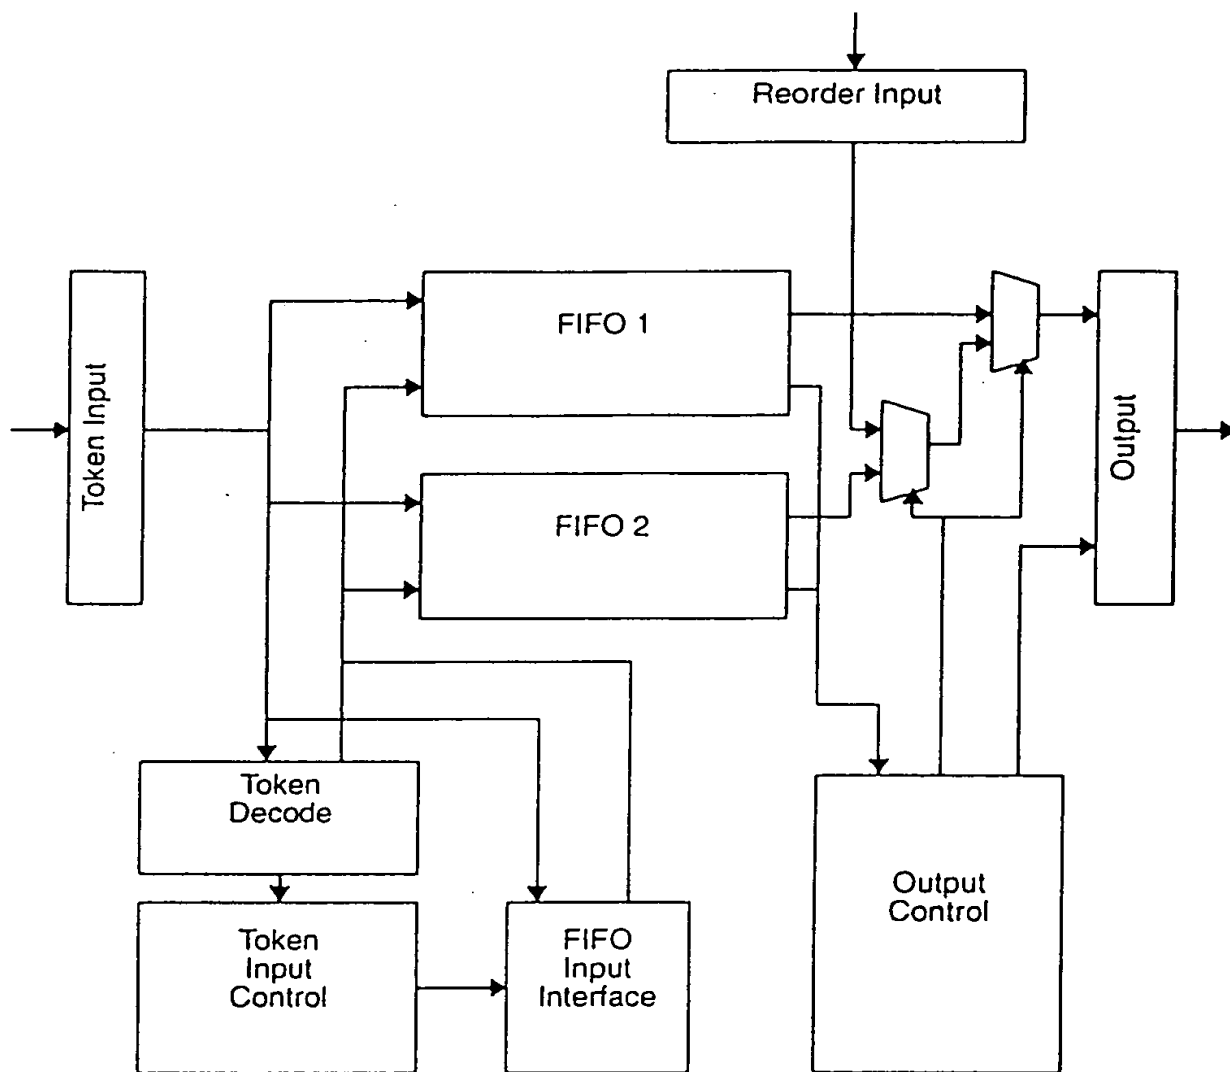 Reorder Input
Token Input
FIFO 1
Output
FIFO 2
Token
Decode
Token
Input
Control
FIFO
Input
Interface
Output
Control